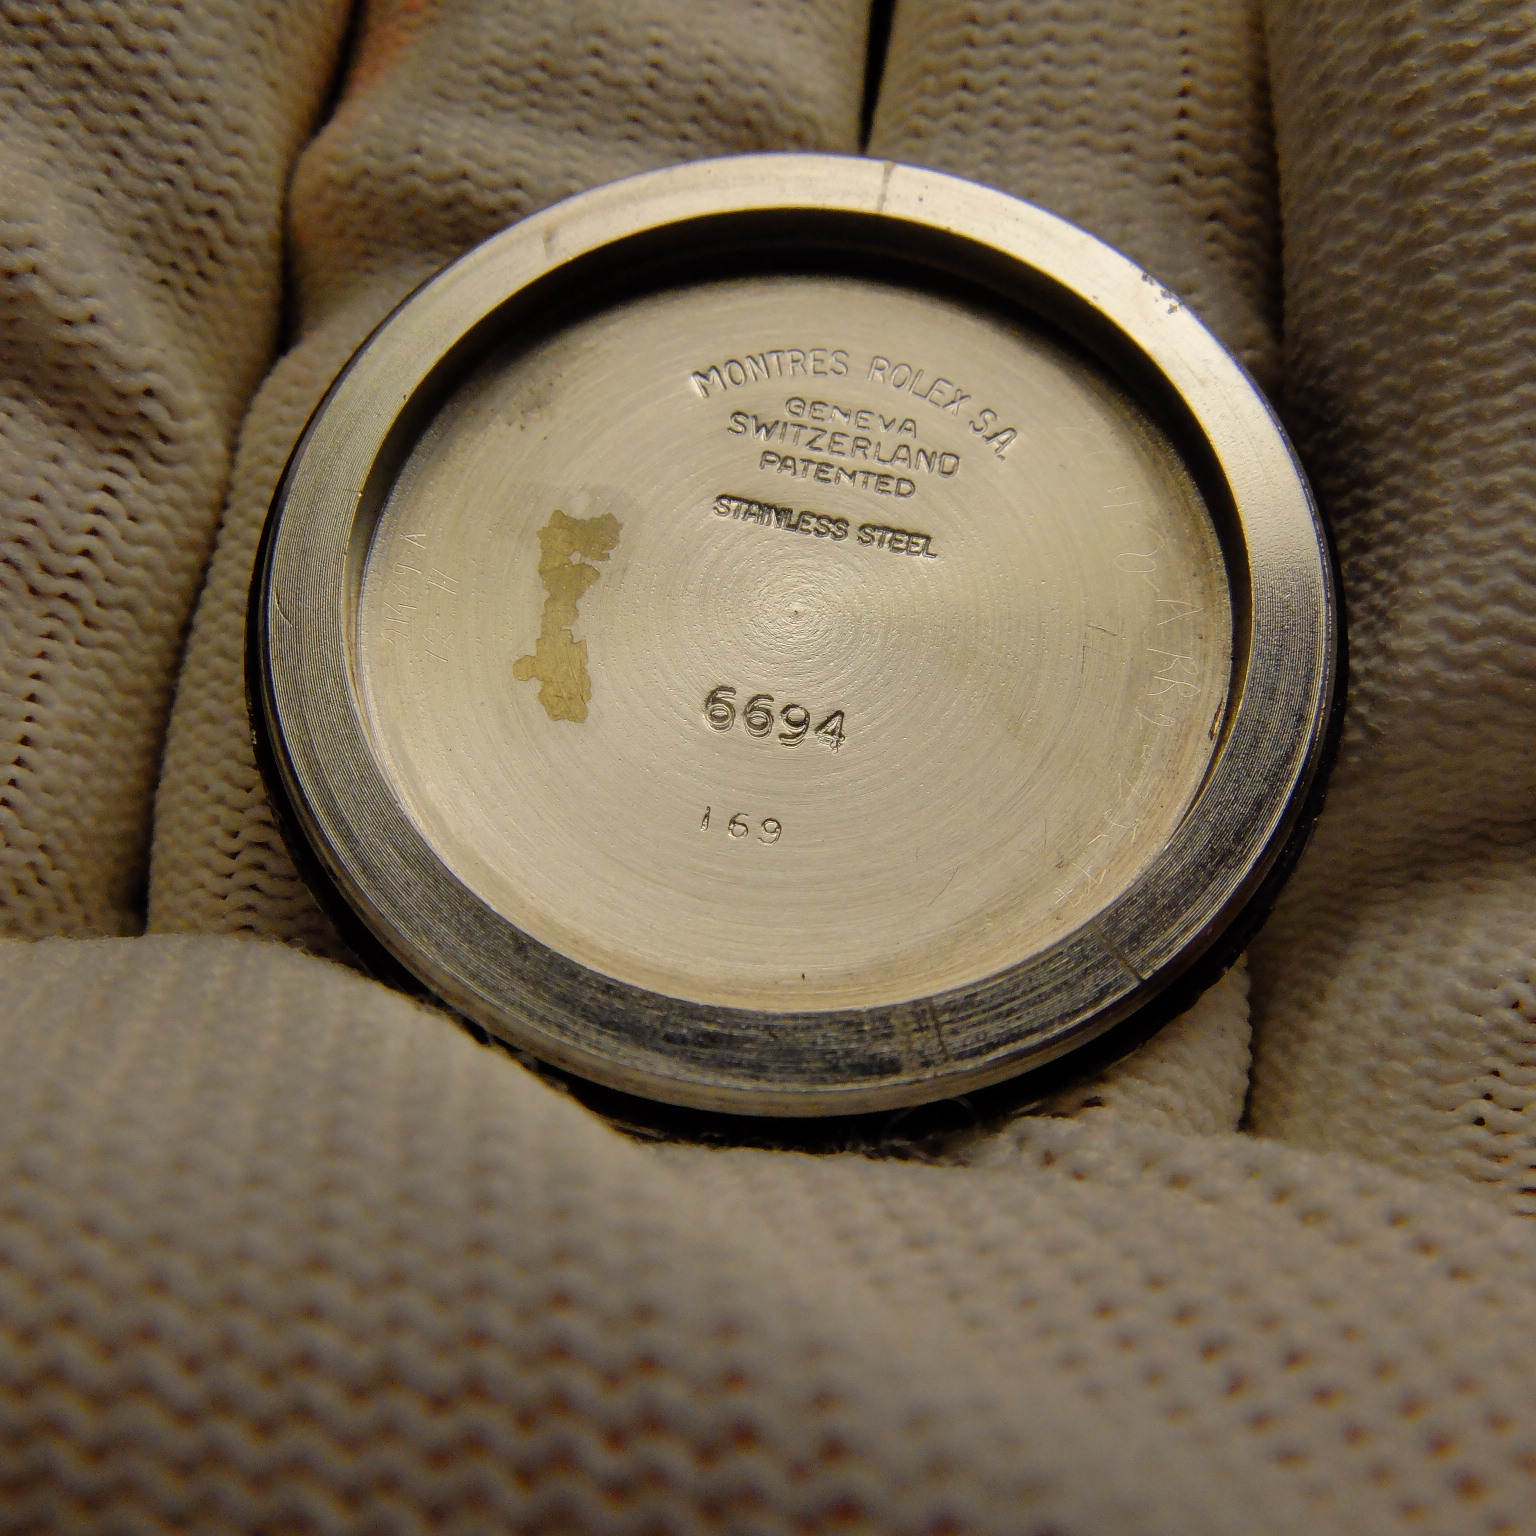 MONTRES ROLEX S.A.
GENEVA
SWITZERLAND
PATENTED
STAINLESS STEEL
6694
169